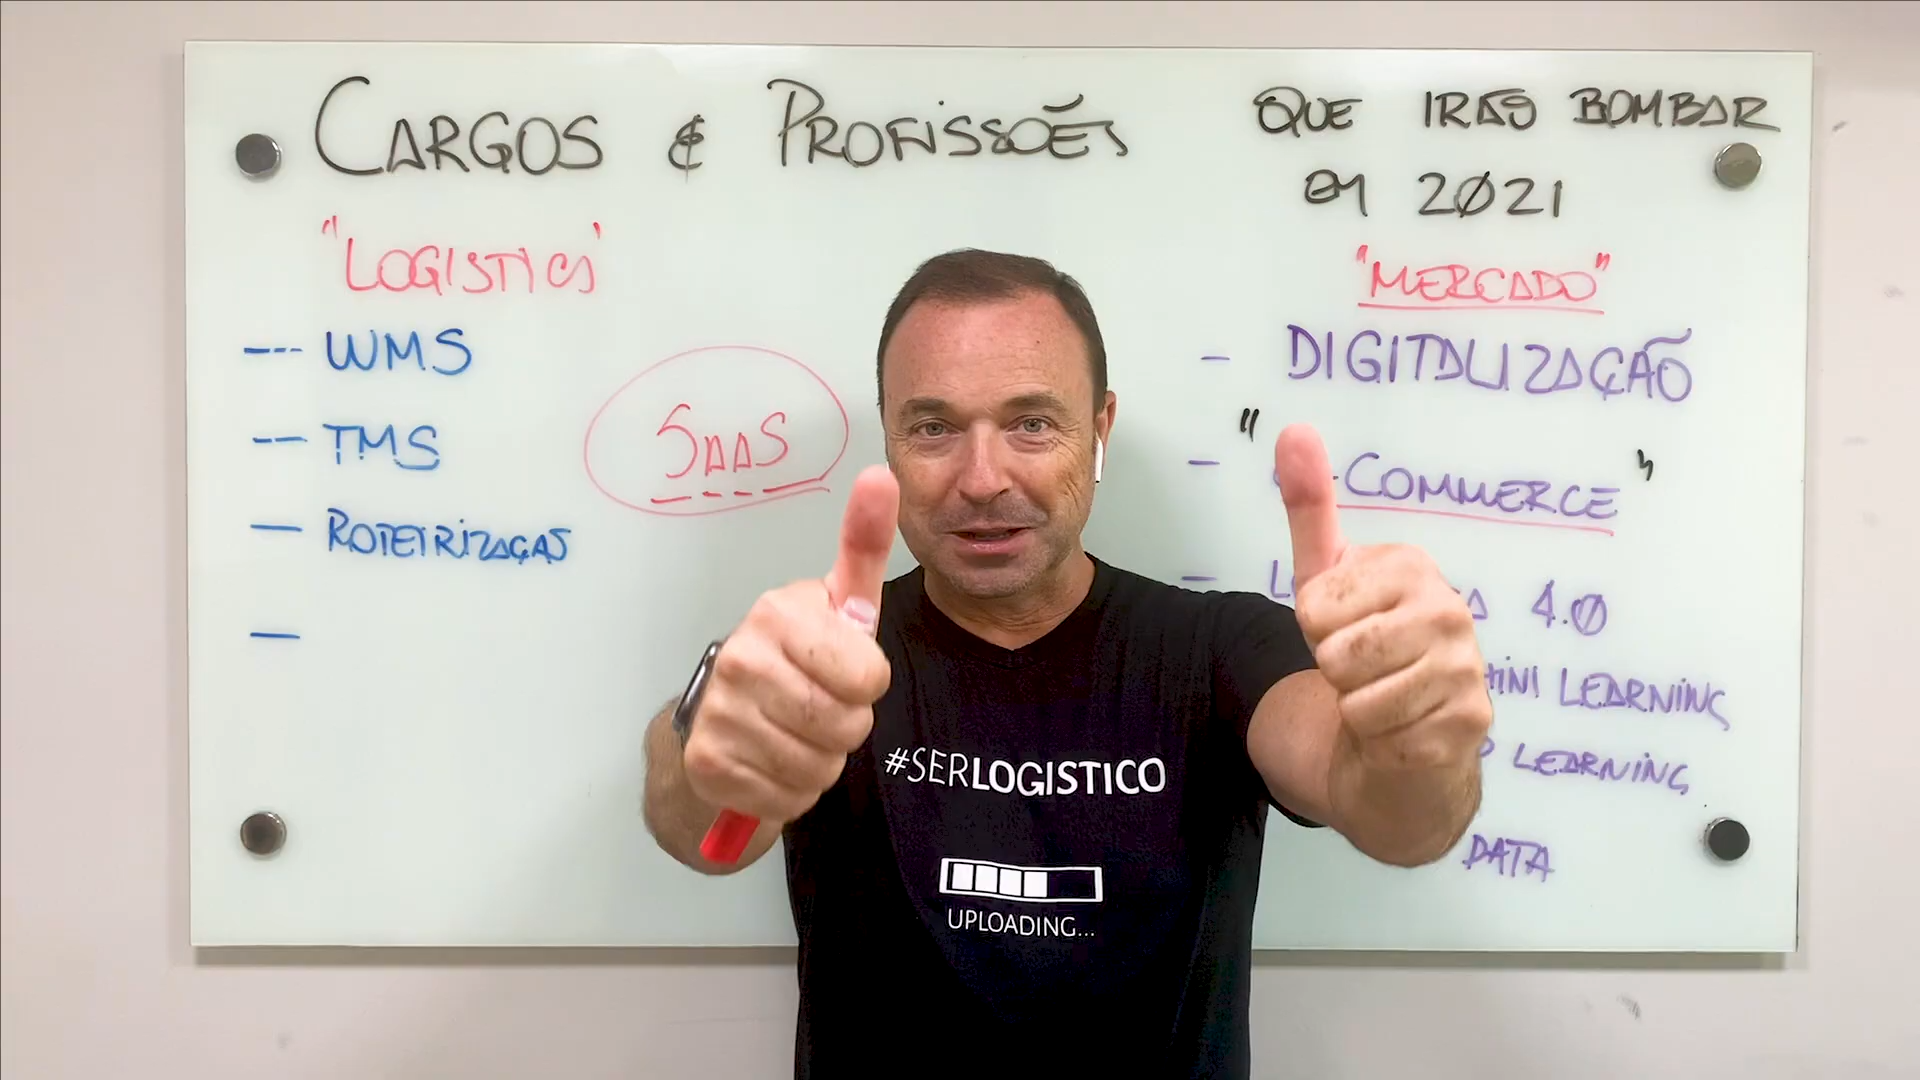 CARGOS & PROFISSÕES
QUE IRÃO BOMBAR
EM 2021
"LOGISTICS"
--- WMS
-- TMS
- ROTEIRIZAÇÃO
-
SAAS
"MERCADO"
- DIGITALIZAÇÃO
- "-COMMERCE"
- 4.0
LEARNING
LEARNING
DATA
#SERLOGISTICO
UPLOADING...